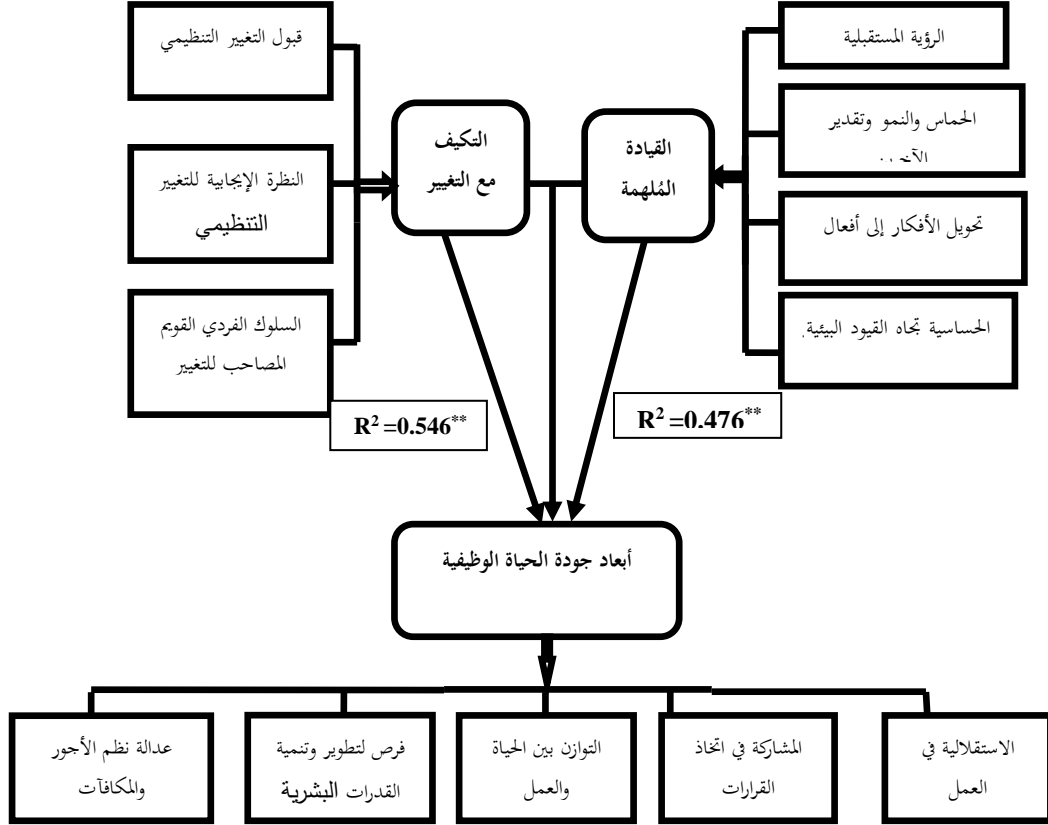 الرؤية المستقبلية
قبول التغيير التنظيمي
الحماس والنمو وتقدير
القيادة
المُلهمة
التكيف
مع التغيير
النظرة الإيجابية للتغيير
التنظيمي
تحويل الأفكار إلى أفعال
الحساسية تجاه القيود البيئية.
السلوك الفردي القويم
المصاحب للتغيير
R² =0.476**
R² =0.546**
أبعاد جودة الحياة الوظيفية
الاستقلالية في
العمل
المشاركة في اتخاذ
القرارات
التوازن بين الحياة
والعمل
فرص لتطوير وتنمية
القدرات البشرية
عدالة نظم الأجور
والمكافآت